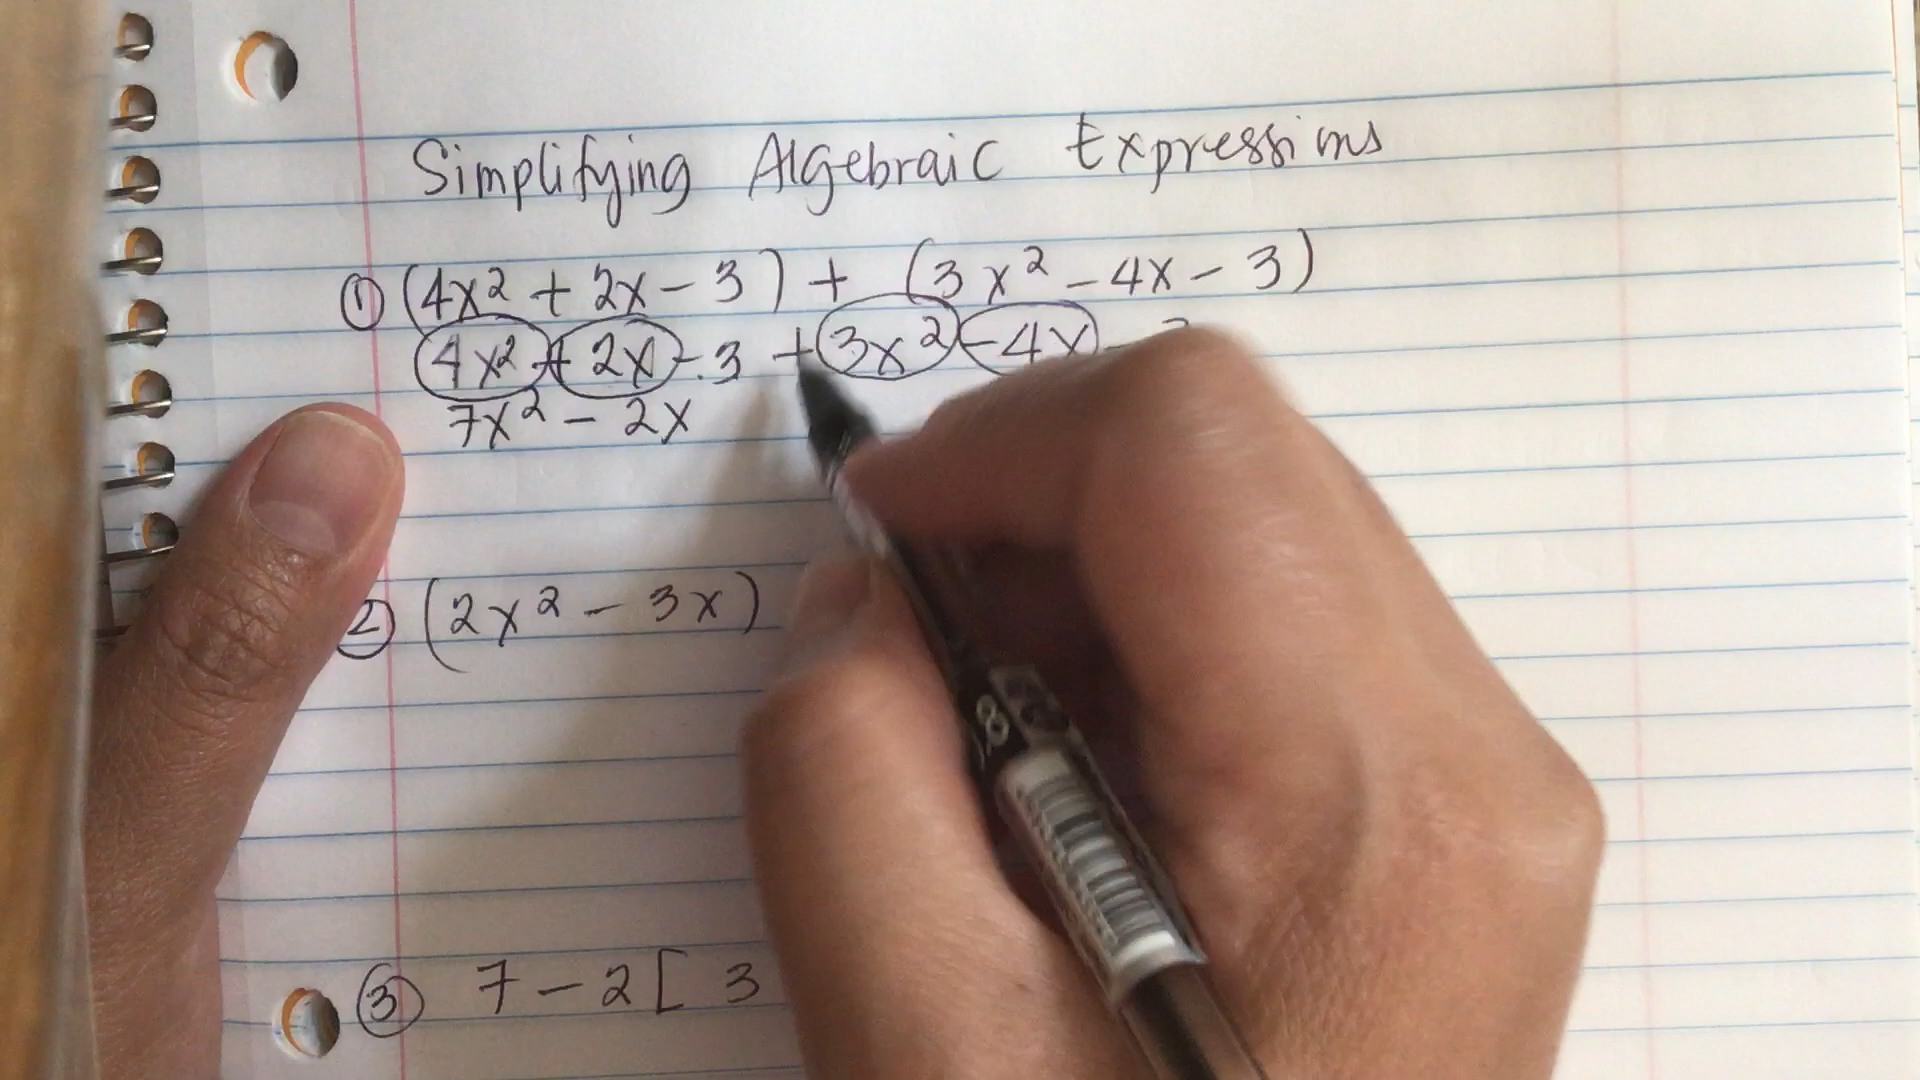 Simplifying Algebraic Expressions
① (4x² + 2x - 3) + (3x² - 4x - 3)
4x² + 2x - 3 + 3x² - 4x - 3
7x² - 2x
② (2x² - 3x)
③ 7 - 2 [ 3